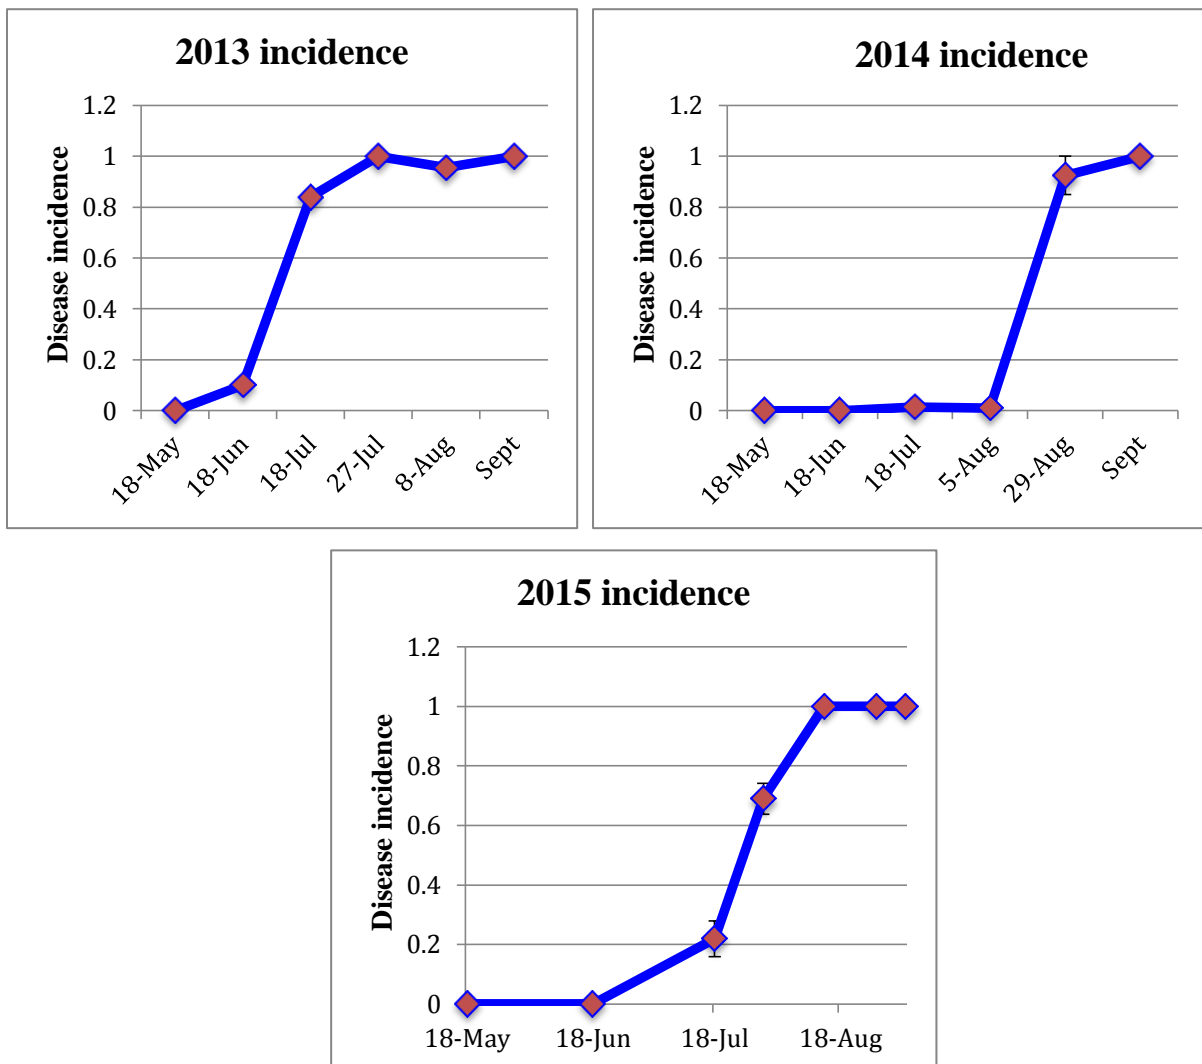 2013 incidence
Disease incidence
1.2
1
0.8
0.6
0.4
0.2
0
18-May
18-Jun
18-Jul
27-Jul
8-Aug
Sept
2014 incidence
Disease incidence
1.2
1
0.8
0.6
0.4
0.2
0
18-May
18-Jun
18-Jul
5-Aug
29-Aug
Sept
2015 incidence
Disease incidence
1.2
1
0.8
0.6
0.4
0.2
0
18-May
18-Jun
18-Jul
18-Aug